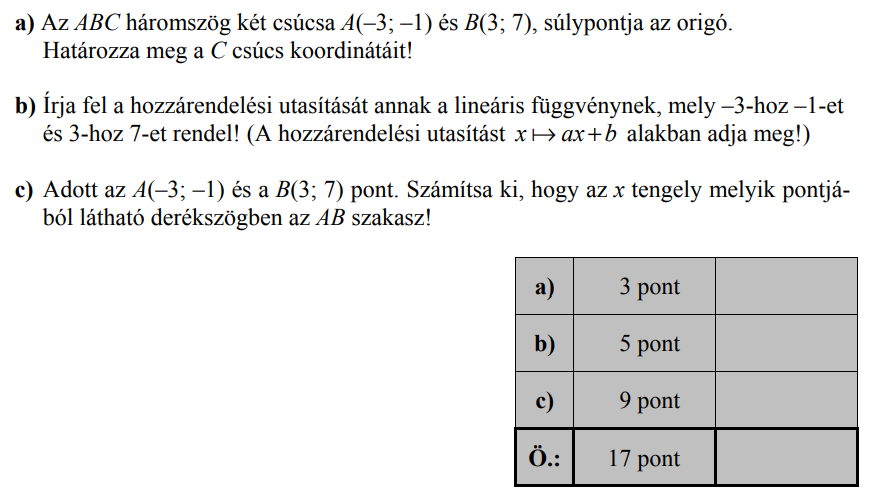 a) Az ABC háromszög két csúcsa A(–3; –1) és B(3; 7), súlypontja az origó.
Határozza meg a C csúcs koordinátáit!
b) Írja fel a hozzárendelési utasítását annak a lineáris függvénynek, mely –3-hoz –1-et
és 3-hoz 7-et rendel! (A hozzárendelési utasítást x ↦ ax + b alakban adja meg!)
c) Adott az A(–3; –1) és a B(3; 7) pont. Számítsa ki, hogy az x tengely melyik pontjá-
ból látható derékszögben az AB szakasz!
a) 3 pont
b) 5 pont
c) 9 pont
Ö.: 17 pont